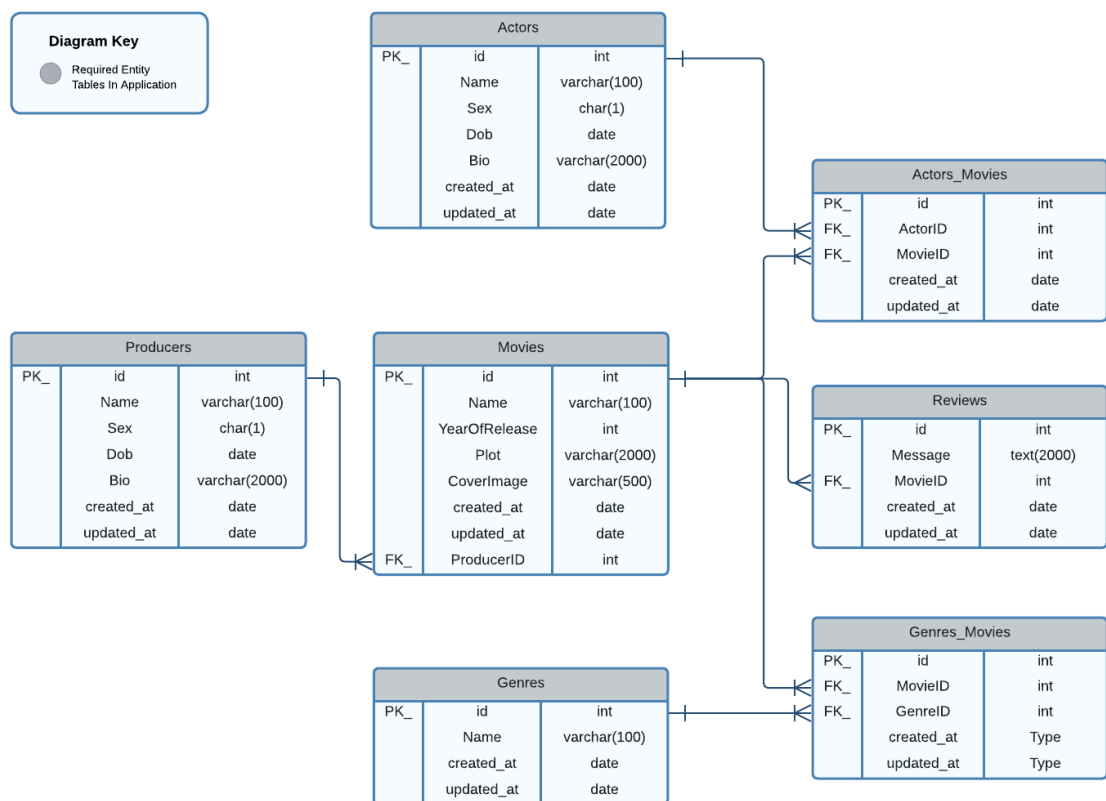 Diagram Key
Required Entity
Tables In Application
Actors
PK_ id int
Name varchar(100)
Sex char(1)
Dob date
Bio varchar(2000)
created_at date
updated_at date
Actors_Movies
PK_ id int
FK_ ActorID int
FK_ MovieID int
created_at date
updated_at date
Producers
PK_ id int
Name varchar(100)
Sex char(1)
Dob date
Bio varchar(2000)
created_at date
updated_at date
Movies
PK_ id int
Name varchar(100)
YearOfRelease int
Plot varchar(2000)
CoverImage varchar(500)
created_at date
updated_at date
FK_ ProducerID int
Reviews
PK_ id int
Message text(2000)
FK_ MovieID int
created_at date
updated_at date
Genres
PK_ id int
Name varchar(100)
created_at date
updated_at date
Genres_Movies
PK_ id int
FK_ MovieID int
FK_ GenreID int
created_at Type
updated_at Type